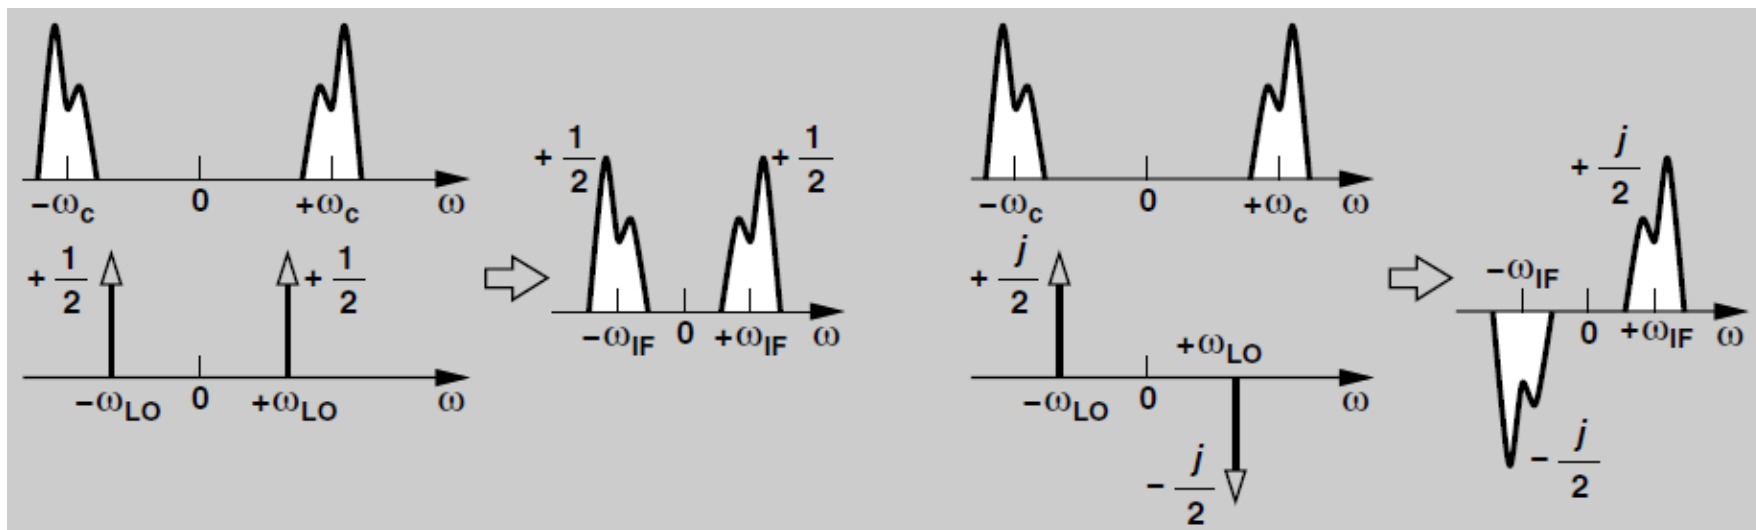 −ωc 0 +ωc ω
+ 1/2 + 1/2
−ωLO 0 +ωLO ω
+ 1/2 + 1/2
−ωIF 0 +ωIF ω
−ωc 0 +ωc ω
+ j/2
+ωLO
−ωLO 0 ω
− j/2
+ j/2
−ωIF
0 +ωIF ω
− j/2